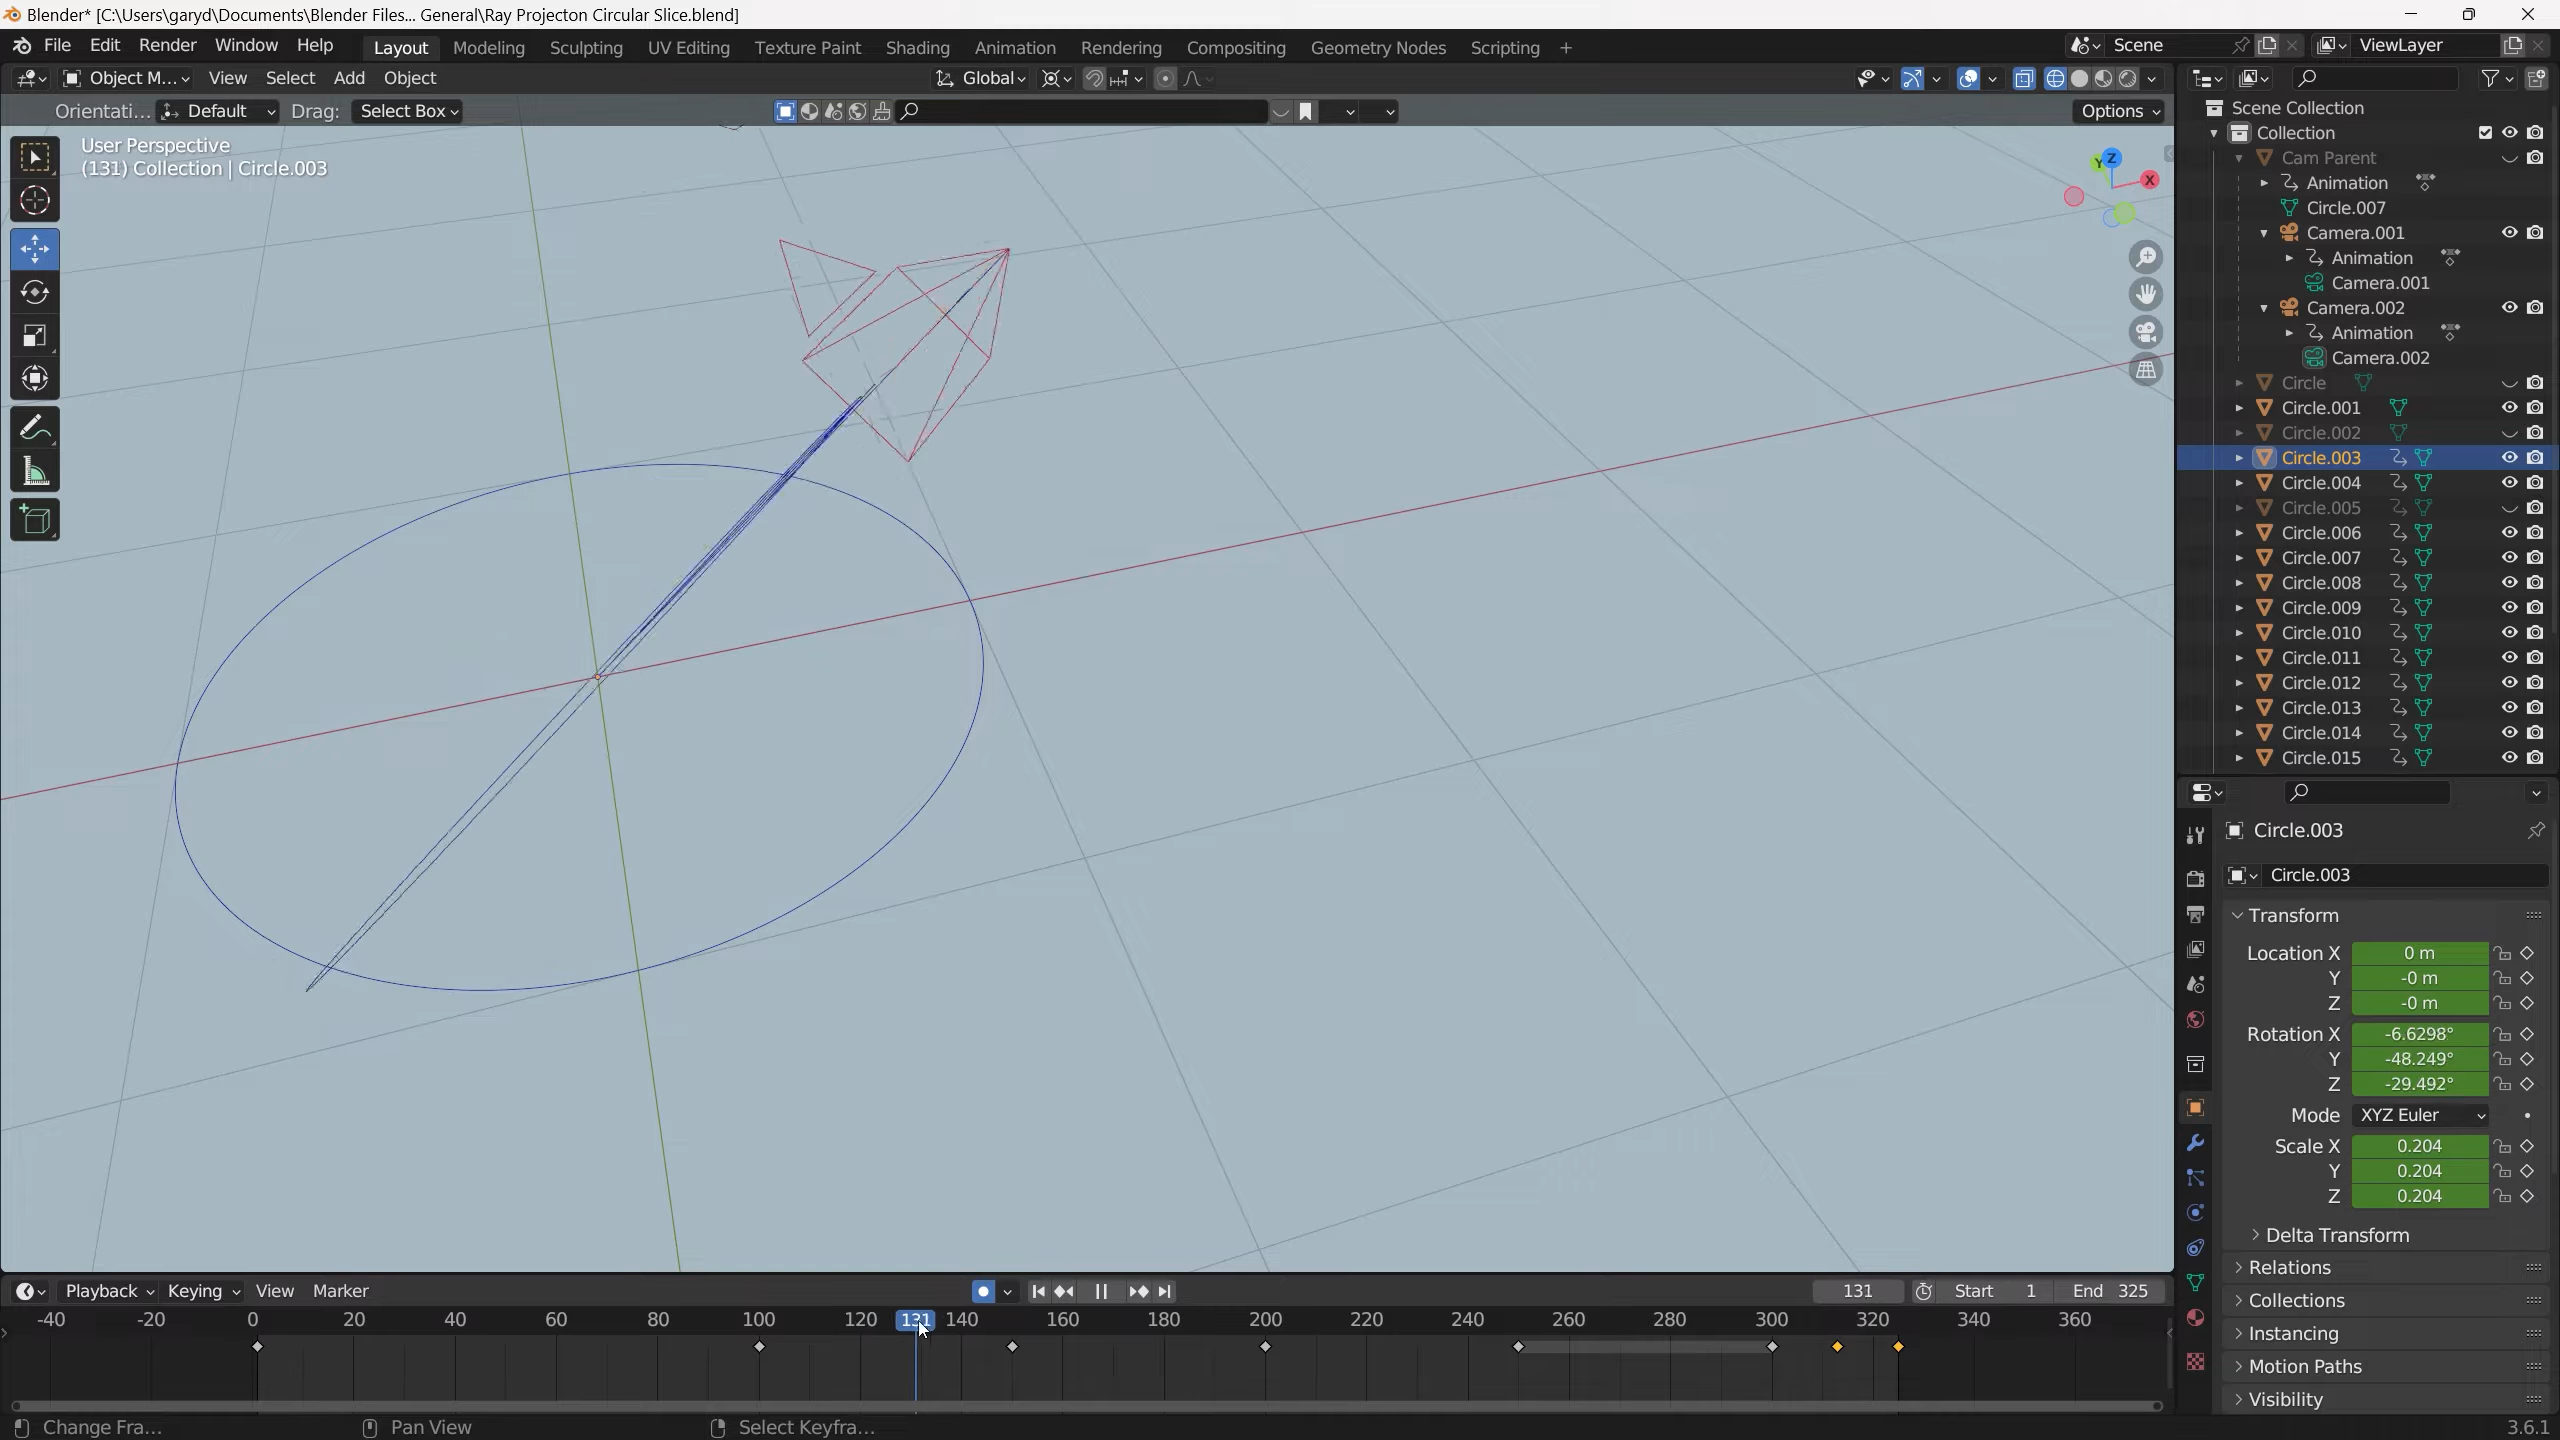 Blender* [C:\Users\garyd\Documents\Blender Files... General\Ray Projecton Circular Slice.blend]
File Edit Render Window Help Layout Modeling Sculpting UV Editing Texture Paint Shading Animation Rendering Compositing Geometry Nodes Scripting + Scene ViewLayer
Object M... View Select Add Object Global
Orientati... Default Drag: Select Box Options
User Perspective
(131) Collection | Circle.003
Z
Y
X
Scene Collection
Collection
Cam Parent
Animation
Circle.007
Camera.001
Animation
Camera.001
Camera.002
Animation
Camera.002
Circle
Circle.001
Circle.002
Circle.003
Circle.004
Circle.005
Circle.006
Circle.007
Circle.008
Circle.009
Circle.010
Circle.011
Circle.012
Circle.013
Circle.014
Circle.015
Circle.003
Circle.003
Transform
Location X 0 m
Y -0 m
Z -0 m
Rotation X -6.6298°
Y -48.249°
Z -29.492°
Mode XYZ Euler
Scale X 0.204
Y 0.204
Z 0.204
Delta Transform
Relations
Collections
Instancing
Motion Paths
Visibility
Playback Keying View Marker 131 Start 1 End 325
-40 -20 0 20 40 60 80 100 120 131 140 160 180 200 220 240 260 280 300 320 340 360
Change Fra... Pan View Select Keyfra... 3.6.1